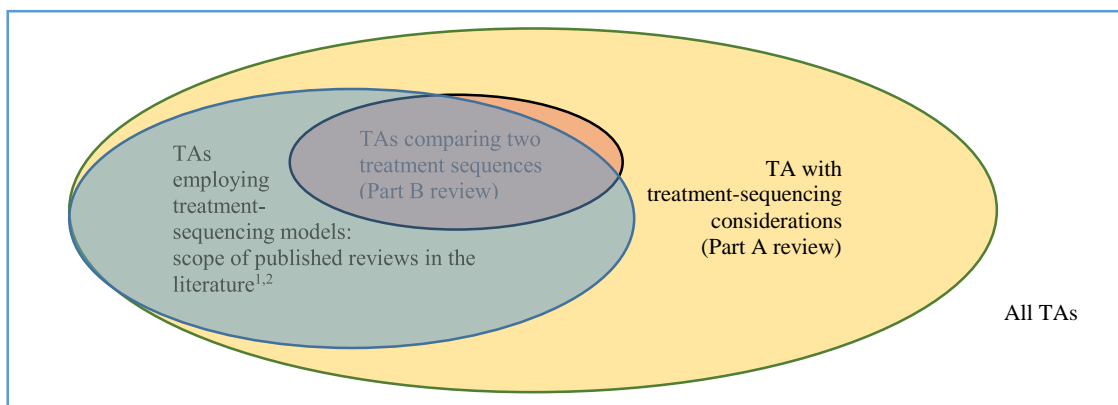 TAs comparing two
treatment sequences
(Part B review)
TAs
employing
treatment-
sequencing models:
scope of published reviews in the
literature1,2
TA with
treatment-sequencing
considerations
(Part A review)
All TAs